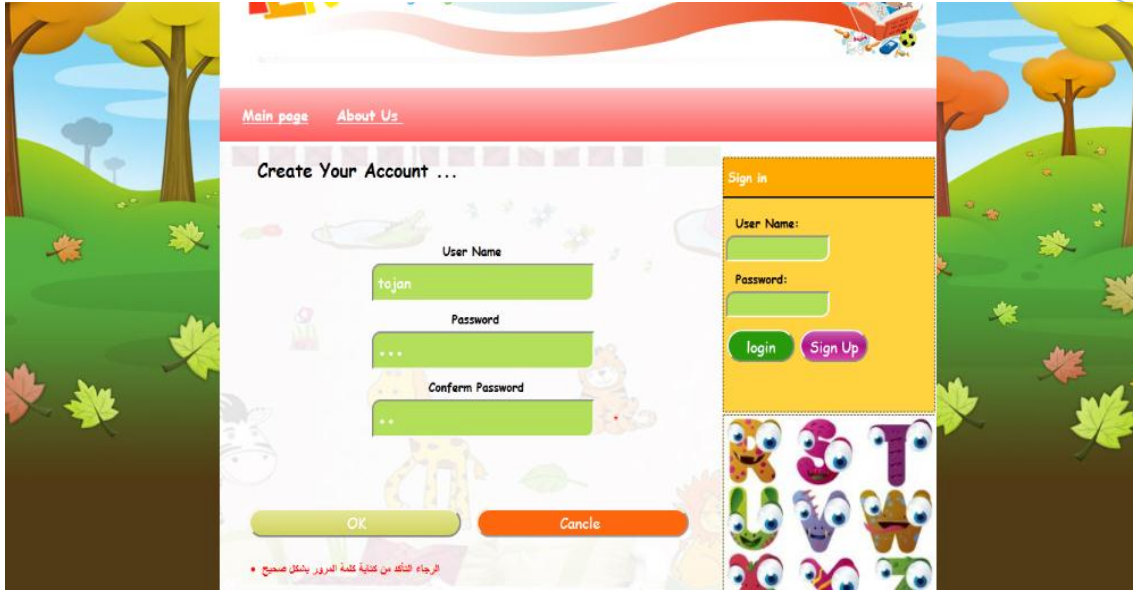 Main page About Us
Create Your Account ...
User Name
tojan
Password
...
Conferm Password
..
*
OK Cancle
• الرجاء التأكد من كتابة كلمة المرور بشكل صحيح
Sign in
User Name:
Password:
login Sign Up
R S T
U V W